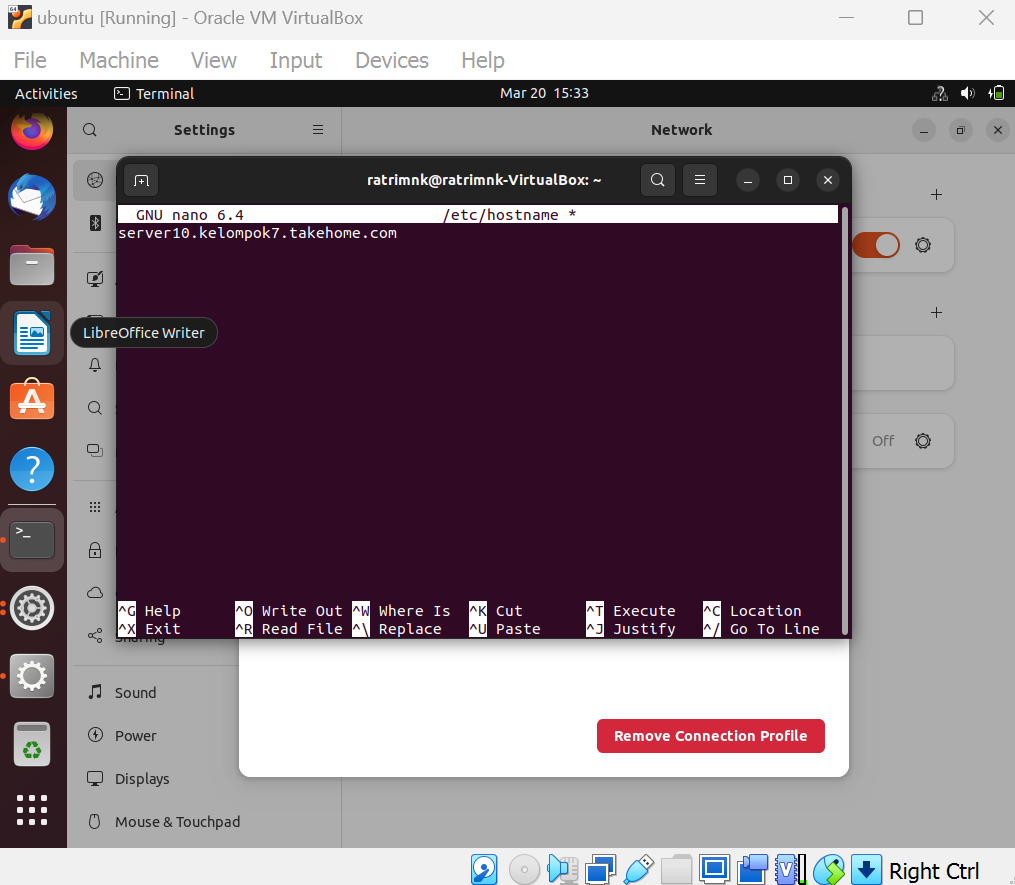 ubuntu [Running] - Oracle VM VirtualBox
File Machine View Input Devices Help
Activities Terminal Mar 20 15:33
Settings Network
ratrimnk@ratrimnk-VirtualBox: ~
GNU nano 6.4 /etc/hostname *
server10.kelompok7.takehome.com
LibreOffice Writer
Off
^G Help ^O Write Out ^W Where Is ^K Cut ^T Execute ^C Location
^X Exit ^R Read File ^\ Replace ^U Paste ^J Justify ^/ Go To Line
Sharing
Sound
Power
Remove Connection Profile
Displays
Mouse & Touchpad
Right Ctrl